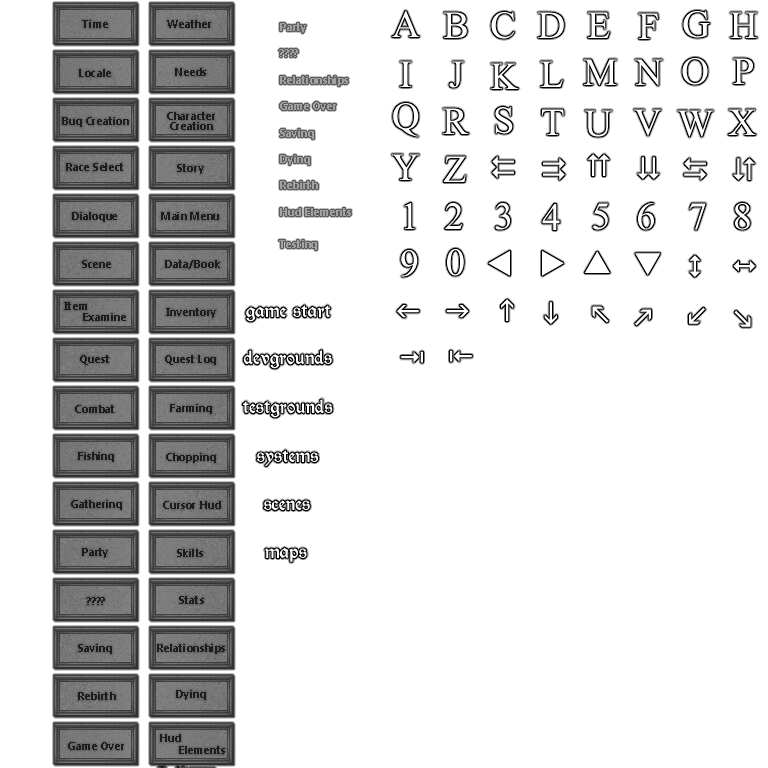 Time
Weather
Locale
Needs
Bug Creation
Character
Creation
Race Select
Story
Dialogue
Main Menu
Scene
Data/Book
Item
Examine
Inventory
Quest
Quest Log
Combat
Farming
Fishing
Chopping
Gathering
Cursor Hud
Party
Skills
????
Stats
Saving
Relationships
Rebirth
Dying
Game Over
Hud
Elements
Party
????
Relationships
Game Over
Saving
Dying
Rebirth
Hud Elements
Testing
game start
devgrounds
testgrounds
systems
scenes
maps
A B C D E F G H
I J K L M N O P
Q R S T U V W X
Y Z ⇇ ⇉ ⇈ ⇊ ⇆ ⇵
1 2 3 4 5 6 7 8
9 0 ◁ ▷ △ ▽ ↕ ↔
← → ↑ ↓ ↖ ↗ ↙ ↘
⇥ ⇤